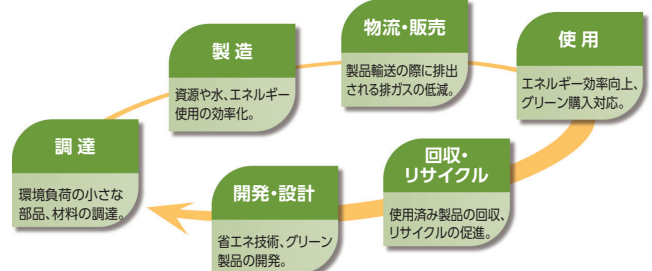 調達
環境負荷の小さな
部品、材料の調達。
製造
資源や水、エネルギー
使用の効率化。
物流・販売
製品輸送の際に排出
される排ガスの低減。
使用
エネルギー効率向上、
グリーン購入対応。
回収・
リサイクル
使用済み製品の回収、
リサイクルの促進。
開発・設計
省エネ技術、グリーン
製品の開発。